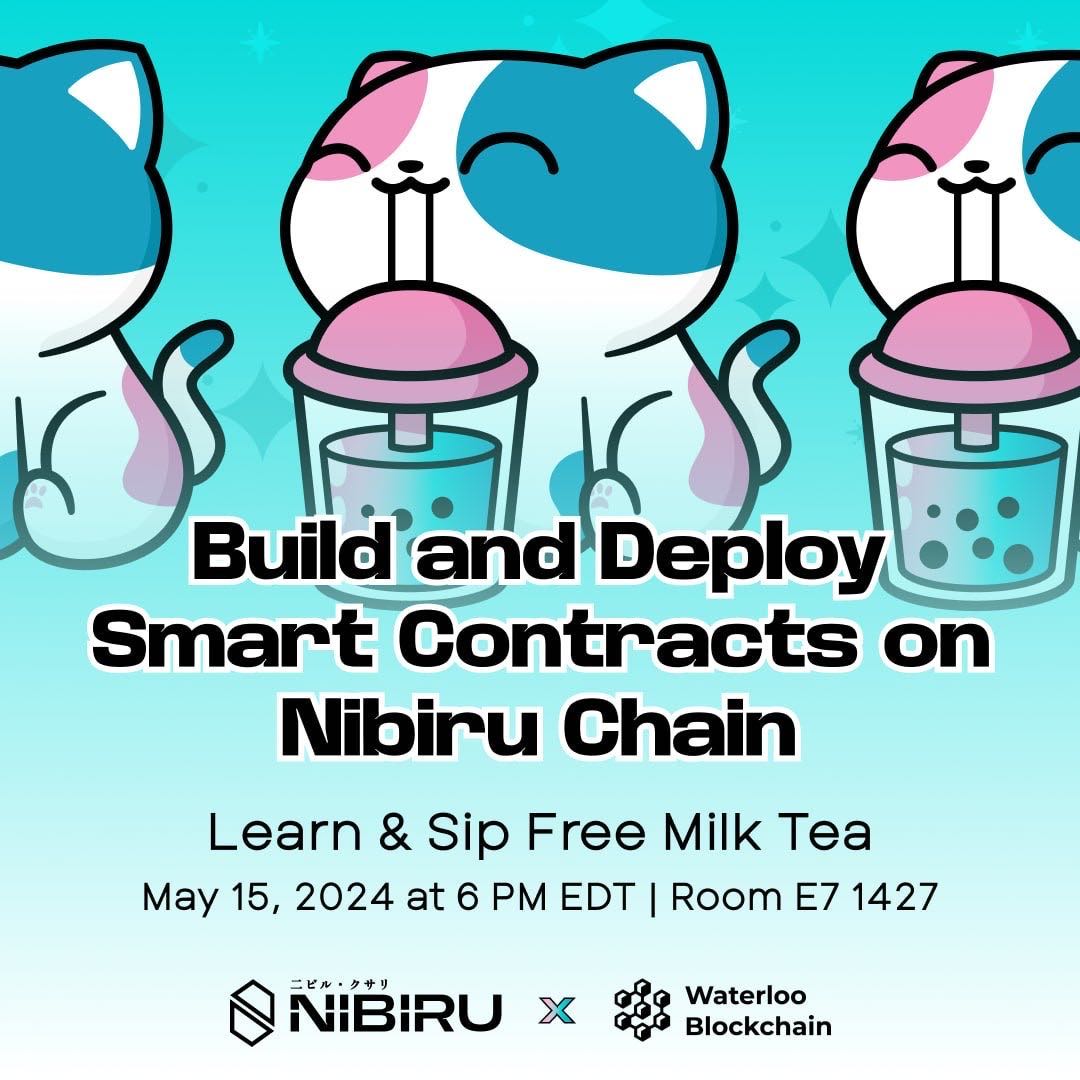 Build and Deploy
Smart Contracts on
Nibiru Chain
Learn & Sip Free Milk Tea
May 15, 2024 at 6 PM EDT | Room E7 1427
ニビル・クサリ
NIBIRU
X
Waterloo
Blockchain